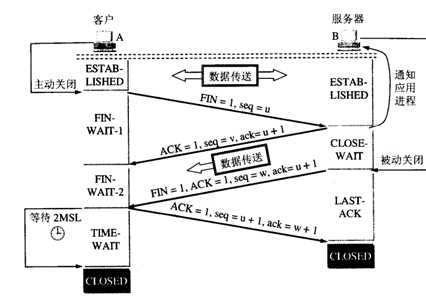 客户
服务器
A
B
ESTAB-
LISHED
数据传送
ESTAB-
LISHED
通知
应用
进程
主动关闭
FIN = 1, seq = u
FIN-
WAIT-1
ACK = 1, seq = v, ack= u + 1
CLOSE-
WAIT
数据传送
被动关闭
FIN-
WAIT-2
FIN = 1, ACK = 1, seq = w, ack= u + 1
LAST-
ACK
等待 2MSL
ACK = 1, seq = u + 1, ack = w + 1
TIME-
WAIT
CLOSED
CLOSED